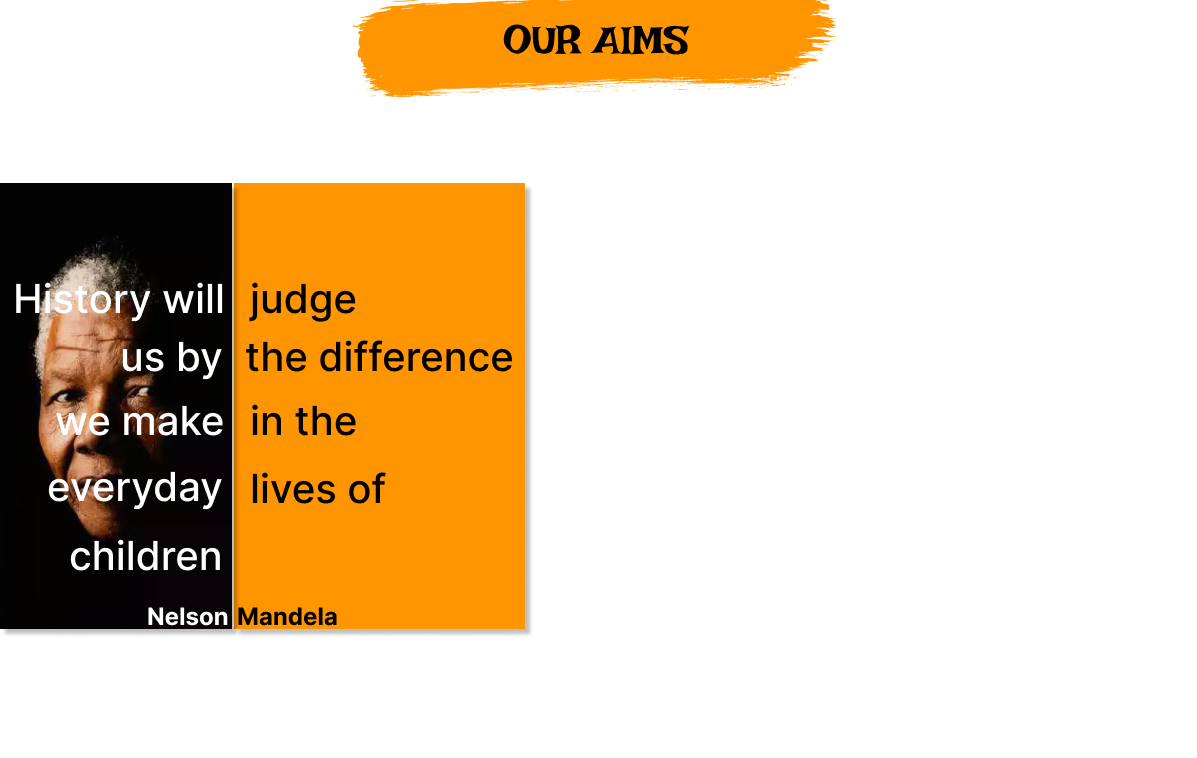 OUR AIMS
History will judge
us by the difference
we make in the
everyday lives of
children
Nelson Mandela